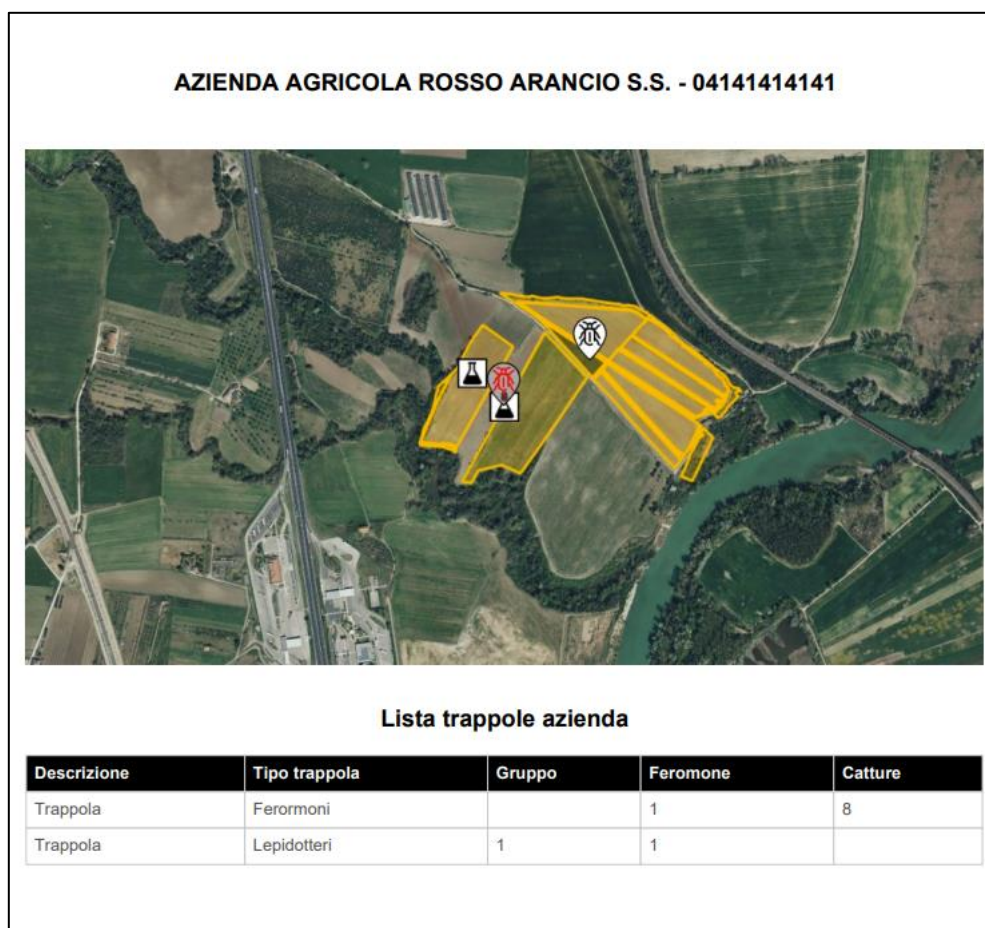 AZIENDA AGRICOLA ROSSO ARANCIO S.S. - 04141414141
Lista trappole azienda
Descrizione Tipo trappola Gruppo Feromone Catture
Trappola Ferormoni 1 8
Trappola Lepidotteri 1 1